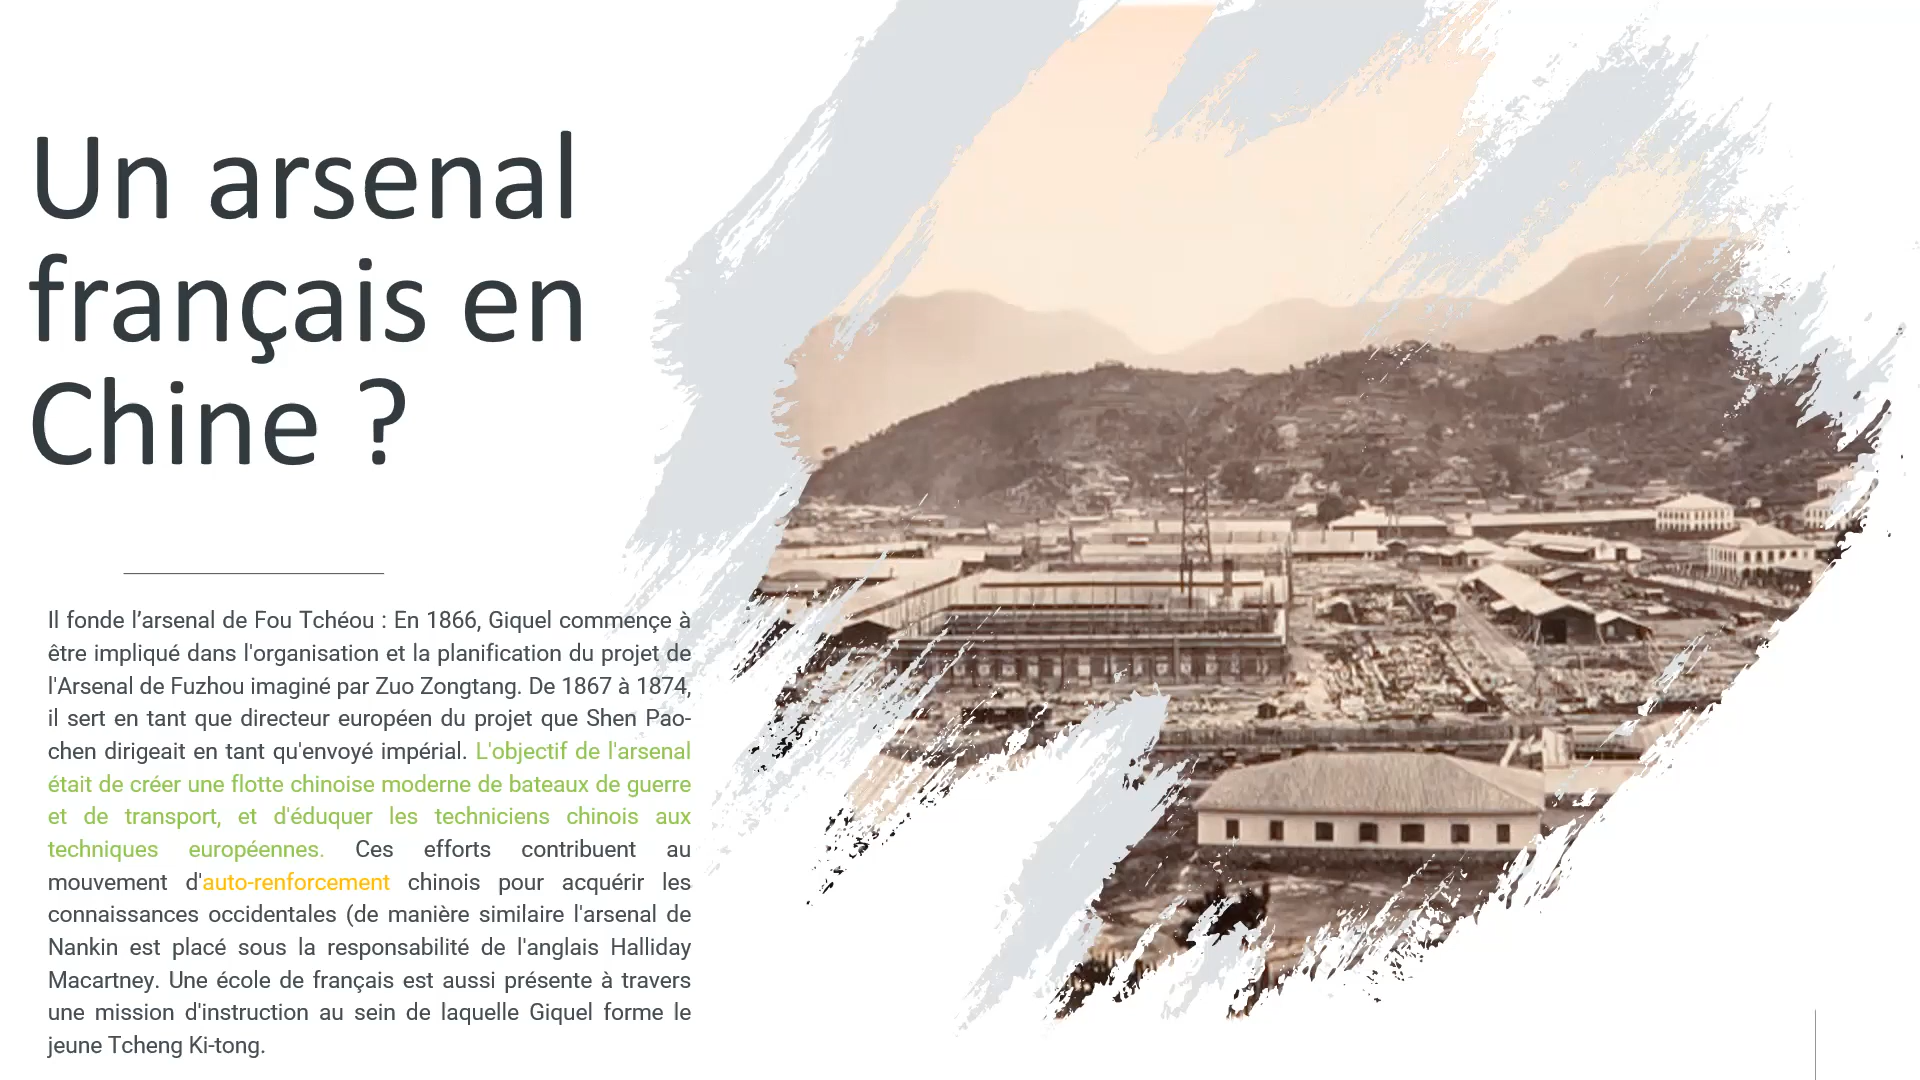 Un arsenal
français en
Chine ?
Il fonde l’arsenal de Fou Tchéou : En 1866, Giquel commençe à
être impliqué dans l'organisation et la planification du projet de
l'Arsenal de Fuzhou imaginé par Zuo Zongtang. De 1867 à 1874,
il sert en tant que directeur européen du projet que Shen Pao-
chen dirigeait en tant qu'envoyé impérial. L'objectif de l'arsenal
était de créer une flotte chinoise moderne de bateaux de guerre
et de transport, et d'éduquer les techniciens chinois aux
techniques européennes. Ces efforts contribuent au
mouvement d'auto-renforcement chinois pour acquérir les
connaissances occidentales (de manière similaire l'arsenal de
Nankin est placé sous la responsabilité de l'anglais Halliday
Macartney. Une école de français est aussi présente à travers
une mission d'instruction au sein de laquelle Giquel forme le
jeune Tcheng Ki-tong.